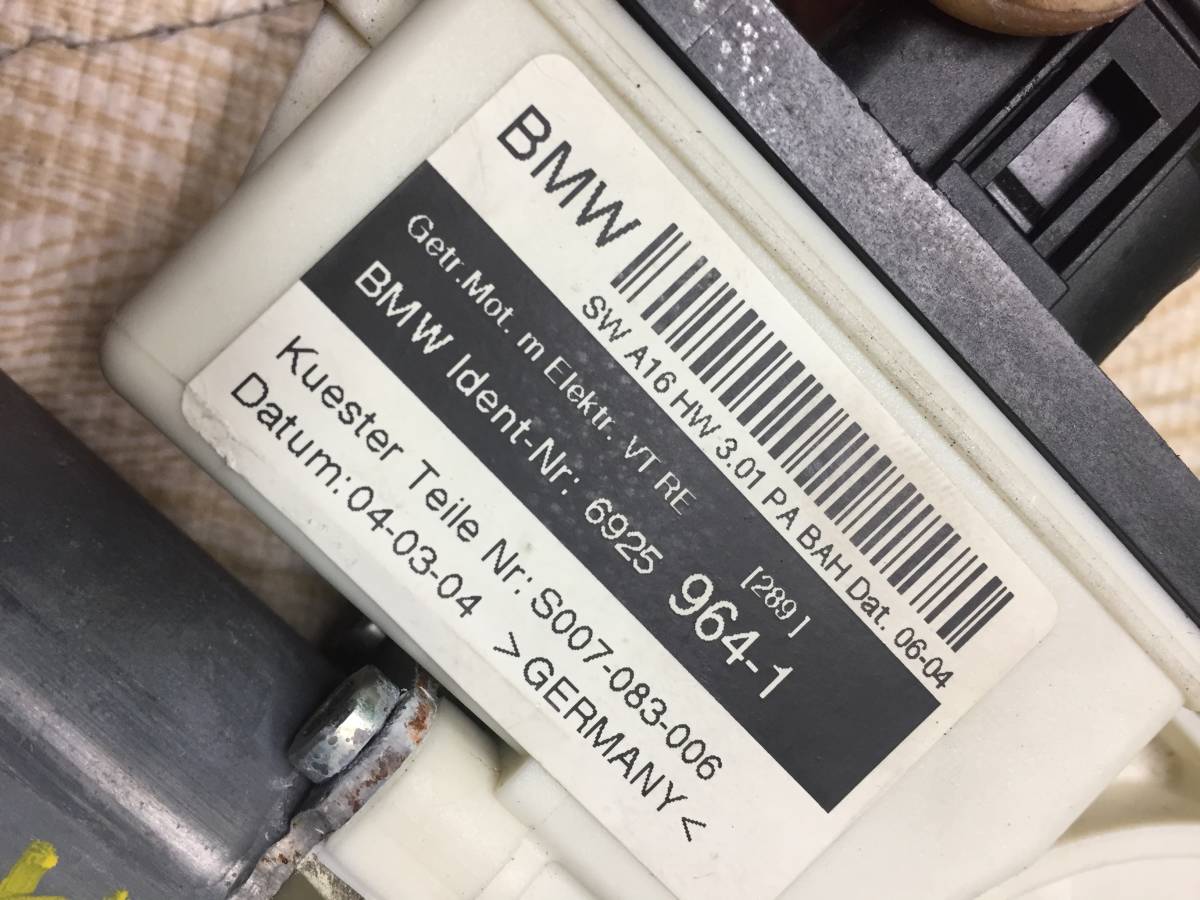 BMW
SW A16 HW 3.01 PA BAH Dat. 06-04
Getr.Mot. m Elektr. VT RE [289]
BMW Ident-Nr: 6925 964-1
Kuester Teile Nr: S007-083-006
Datum: 04-03-04 >GERMANY<